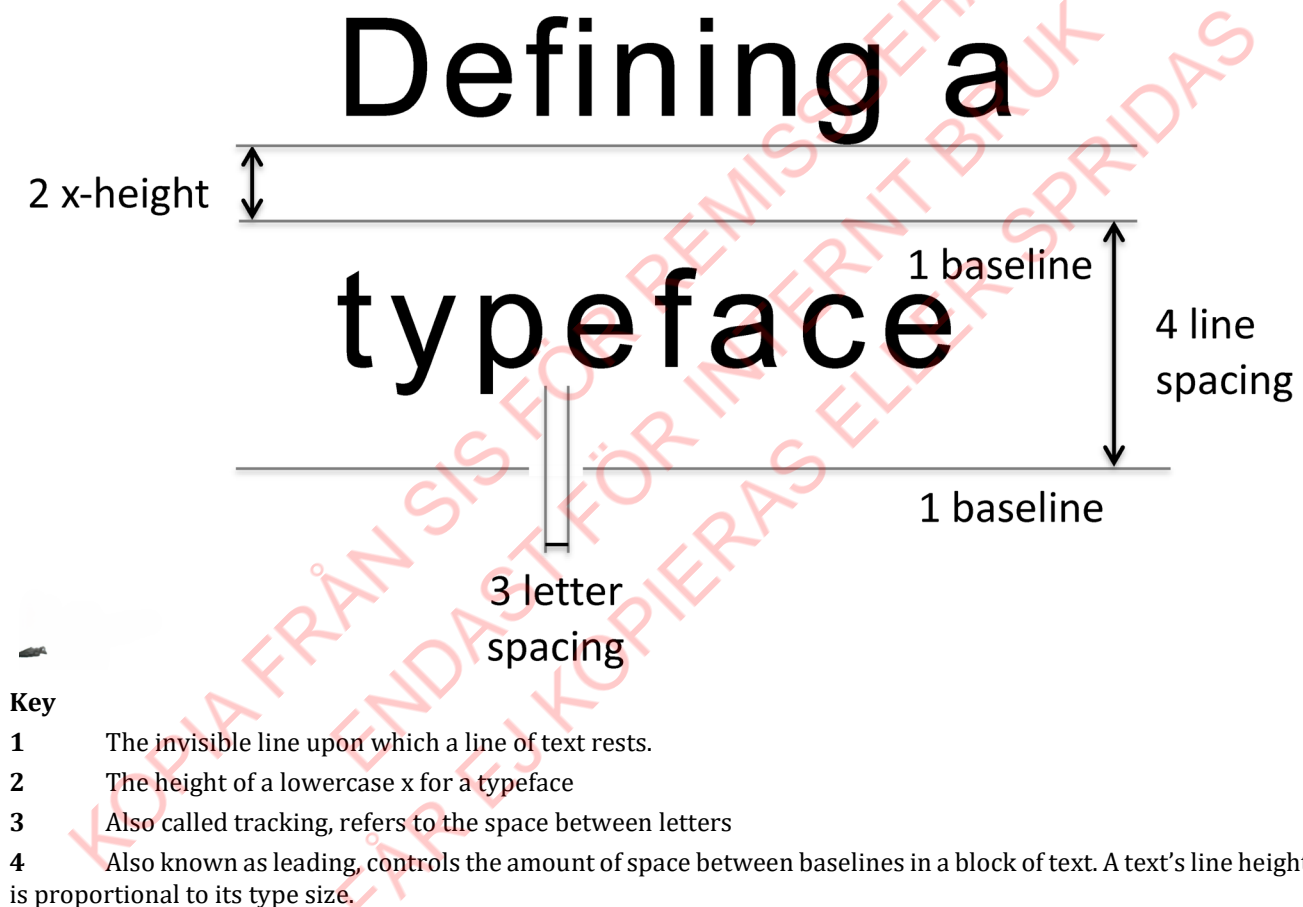 Defining a
2 x-height
1 baseline
typeface
4 line
spacing
1 baseline
3 letter
spacing
Key
1 The invisible line upon which a line of text rests.
2 The height of a lowercase x for a typeface
3 Also called tracking, refers to the space between letters
4 Also known as leading, controls the amount of space between baselines in a block of text. A text’s line height
is proportional to its type size.
KOPIA FRÅN SIS FÖR REMISSBEHA
ENDAST FÖR INTERNT BRUK
FÅR EJ KOPIERAS ELLER SPRIDAS